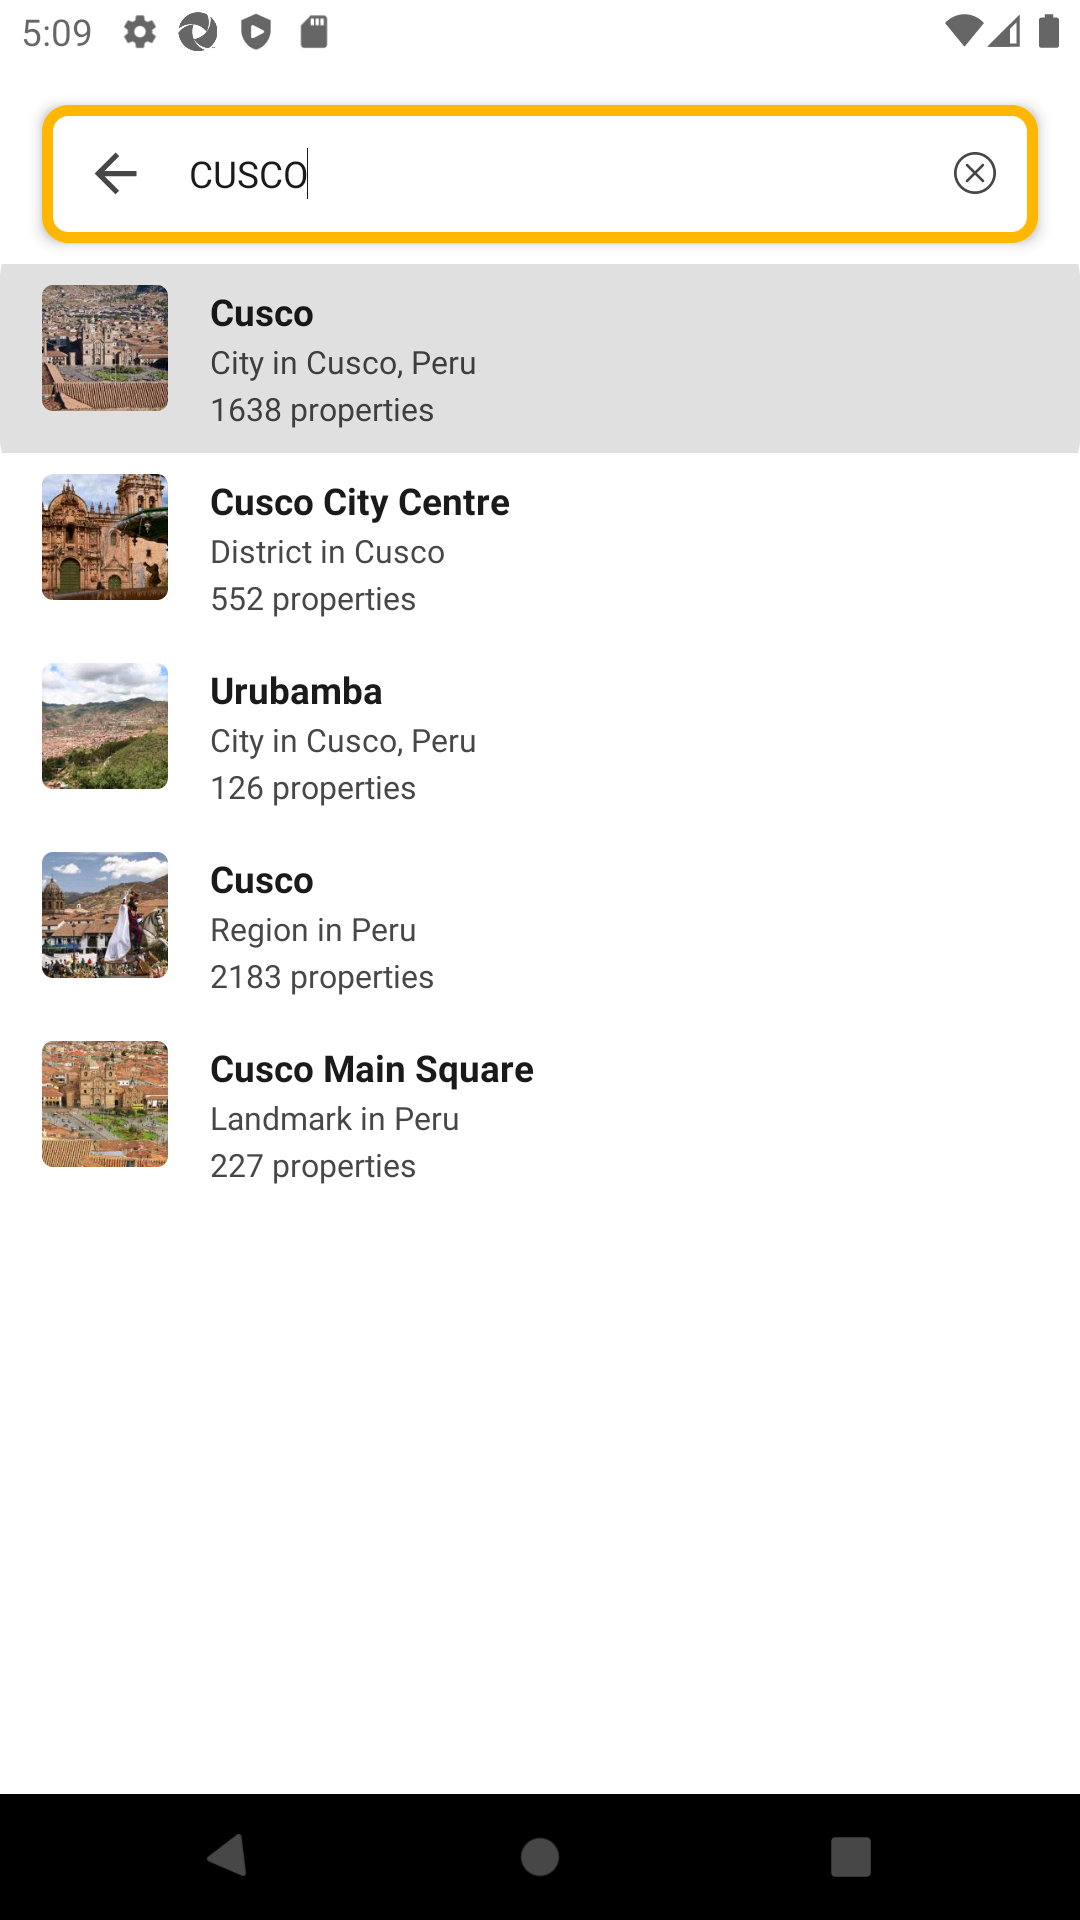 5:09
CUSCO
Cusco
City in Cusco, Peru
1638 properties
Cusco City Centre
District in Cusco
552 properties
Urubamba
City in Cusco, Peru
126 properties
Cusco
Region in Peru
2183 properties
Cusco Main Square
Landmark in Peru
227 properties